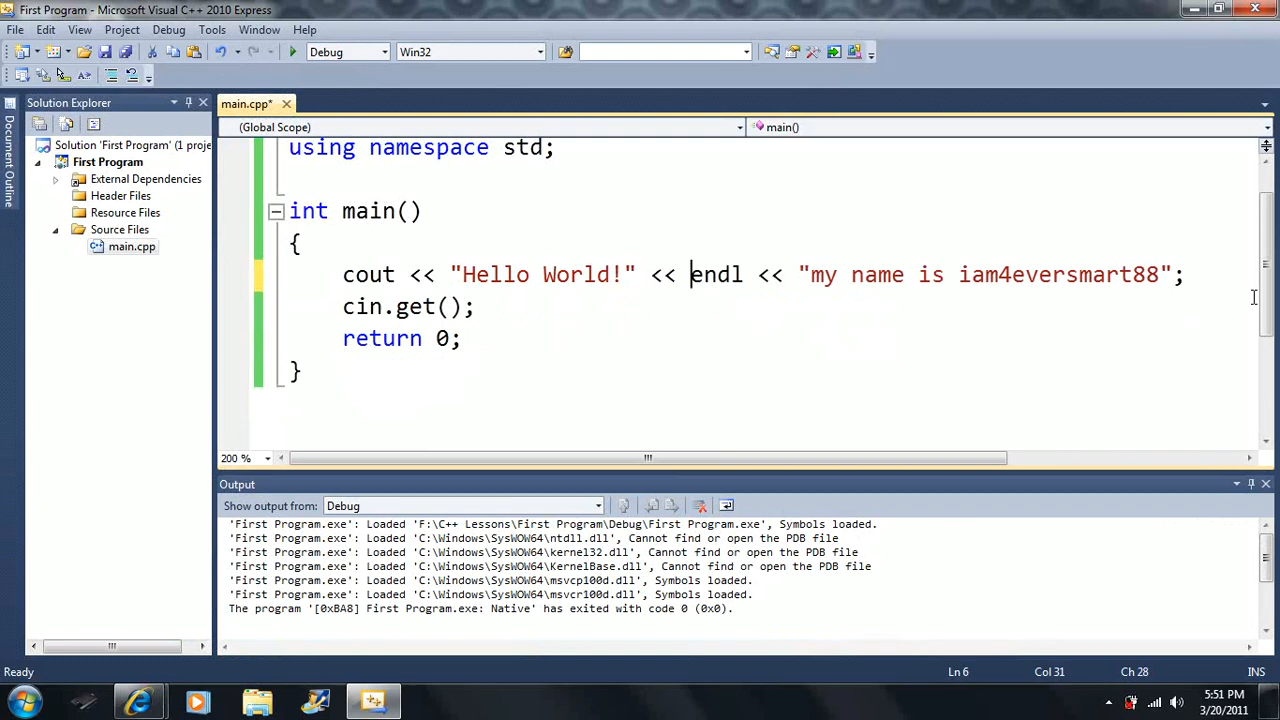 First Program - Microsoft Visual C++ 2010 Express
File Edit View Project Debug Tools Window Help
Debug Win32
Solution Explorer
main.cpp*
(Global Scope) main()
Document Outline
Solution 'First Program' (1 proje
First Program
External Dependencies
Header Files
Resource Files
Source Files
main.cpp
using namespace std;
int main()
{
cout << "Hello World!" << endl << "my name is iam4eversmart88";
cin.get();
return 0;
}
200 %
Output
Show output from: Debug
'First Program.exe': Loaded 'F:\C++ Lessons\First Program\Debug\First Program.exe', Symbols loaded.
'First Program.exe': Loaded 'C:\Windows\SysWOW64\ntdll.dll', Cannot find or open the PDB file
'First Program.exe': Loaded 'C:\Windows\SysWOW64\kernel32.dll', Cannot find or open the PDB file
'First Program.exe': Loaded 'C:\Windows\SysWOW64\KernelBase.dll', Cannot find or open the PDB file
'First Program.exe': Loaded 'C:\Windows\SysWOW64\msvcp100d.dll', Symbols loaded.
'First Program.exe': Loaded 'C:\Windows\SysWOW64\msvcr100d.dll', Symbols loaded.
The program '[0xBA8] First Program.exe: Native' has exited with code 0 (0x0).
Ready Ln 6 Col 31 Ch 28 INS
5:51 PM
3/20/2011